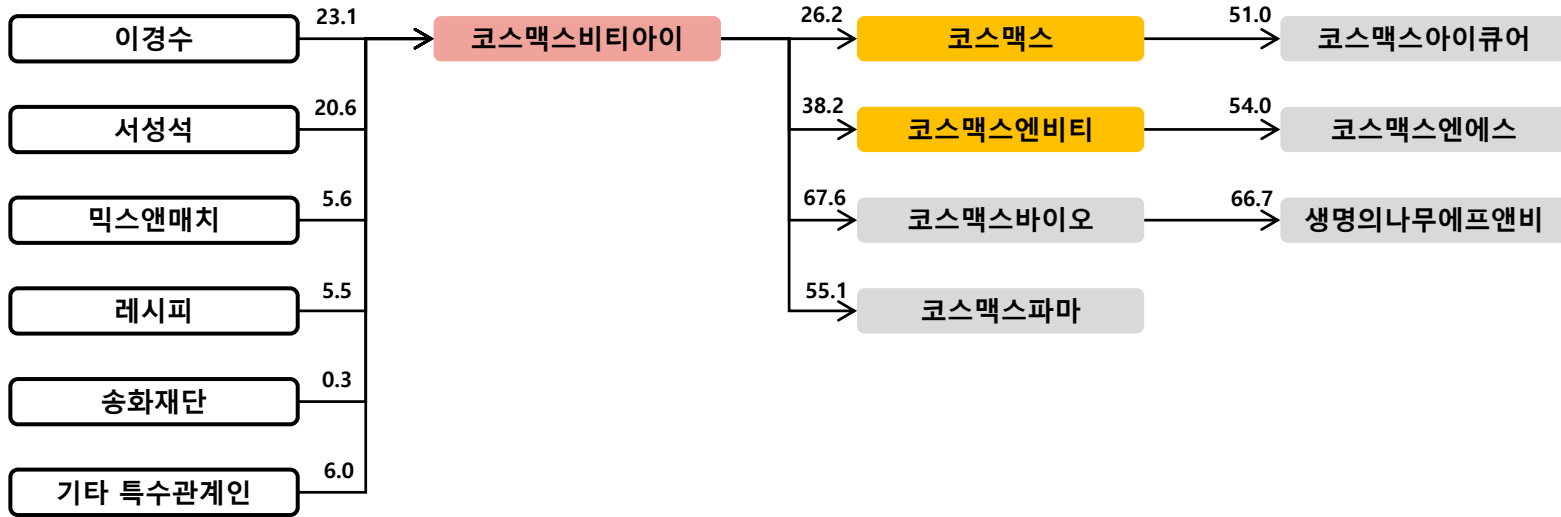 23.1
이경수
코스맥스비티아이
26.2
코스맥스
51.0
코스맥스아이큐어
20.6
서성석
38.2
코스맥스엔비티
54.0
코스맥스엔에스
5.6
믹스앤매치
67.6
코스맥스바이오
66.7
생명의나무에프앤비
5.5
레시피
55.1
코스맥스파마
0.3
송화재단
6.0
기타 특수관계인